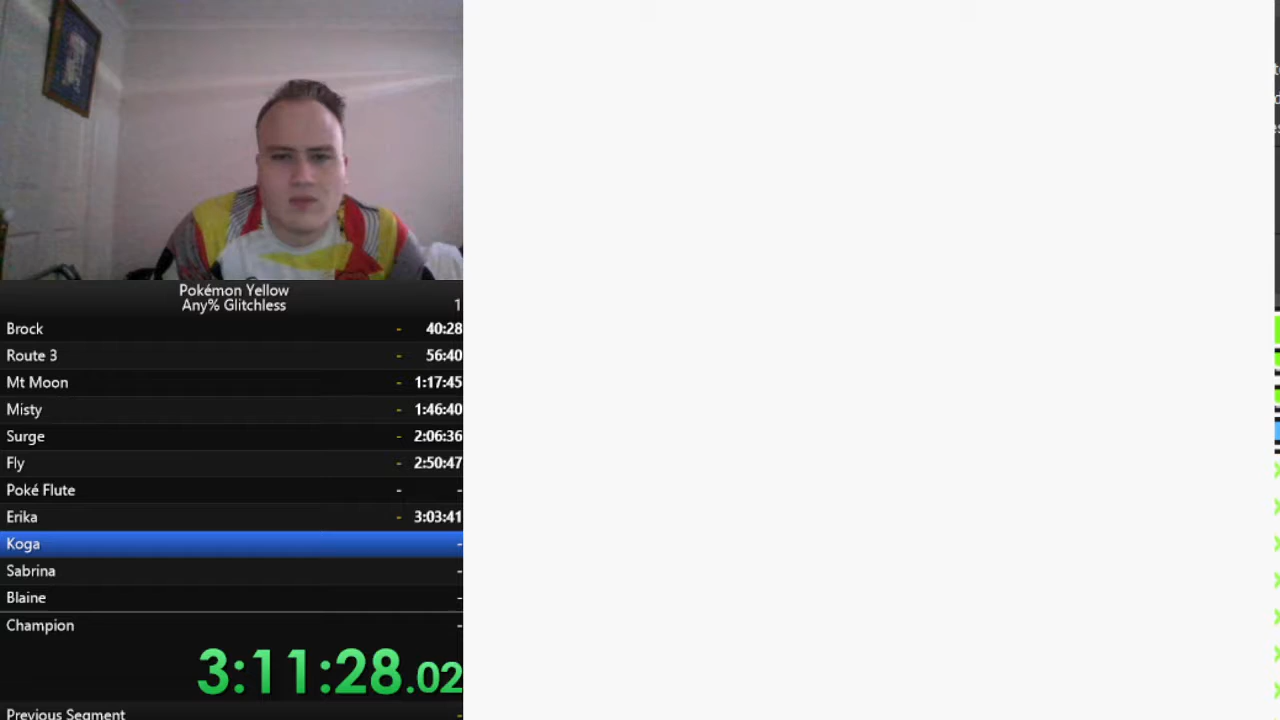 Pokémon Yellow
Any% Glitchless 1
Brock - 40:28
Route 3 - 56:40
Mt Moon - 1:17:45
Misty - 1:46:40
Surge - 2:06:36
Fly - 2:50:47
Poké Flute - -
Erika - 3:03:41
Koga -
Sabrina -
Blaine -
Champion -
3:11:28.02
Previous Segment -